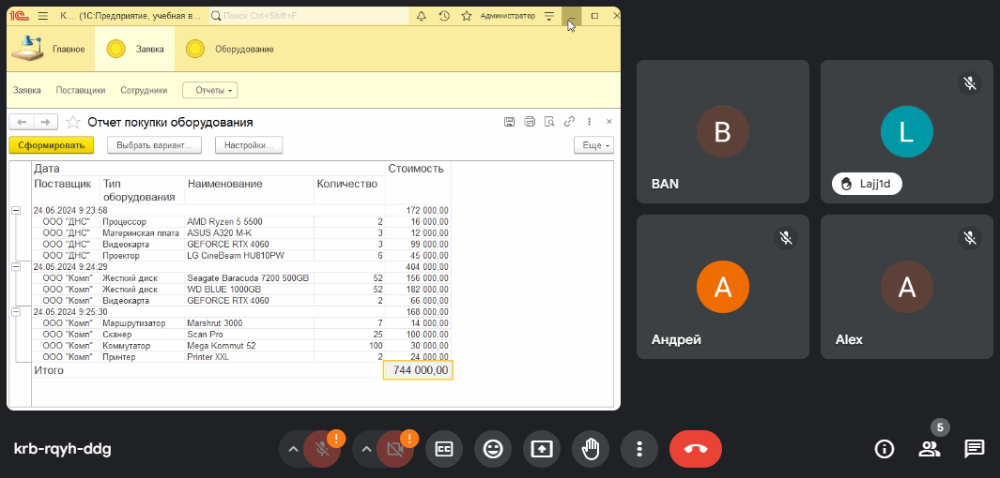 1С К... (1С:Предприятие, учебная в... Поиск Ctrl+Shift+F Администратор
Главное Заявка Оборудование
Заявка Поставщики Сотрудники Отчеты
Отчет покупки оборудования
Сформировать Выбрать вариант... Настройки... Еще
Дата Стоимость
Поставщик Тип оборудования Наименование Количество
24.05.2024 9:23:58 172 000,00
ООО "ДНС" Процессор AMD Ryzen 5 5500 2 16 000,00
ООО "ДНС" Материнская плата ASUS A320 M-K 3 12 000,00
ООО "ДНС" Видеокарта GEFORCE RTX 4060 3 99 000,00
ООО "ДНС" Проектор LG CineBeam HU810PW 6 45 000,00
24.05.2024 9:24:29 404 000,00
ООО "Комп" Жесткий диск Seagate Baracuda 7200 500GB 52 156 000,00
ООО "Комп" Жесткий диск WD BLUE 1000GB 52 182 000,00
ООО "Комп" Видеокарта GEFORCE RTX 4060 2 66 000,00
24.05.2024 9:25:30 168 000,00
ООО "Комп" Маршрутизатор Marshrut 3000 7 14 000,00
ООО "Комп" Сканер Scan Pro 25 100 000,00
ООО "Комп" Коммутатор Mega Kommut 52 100 30 000,00
ООО "Комп" Принтер Printer XXL 2 24 000,00
Итого 744 000,00
B
BAN
L
Lajj1d
А
Андрей
A
Alex
krb-rqyh-ddg
! ! CC 5